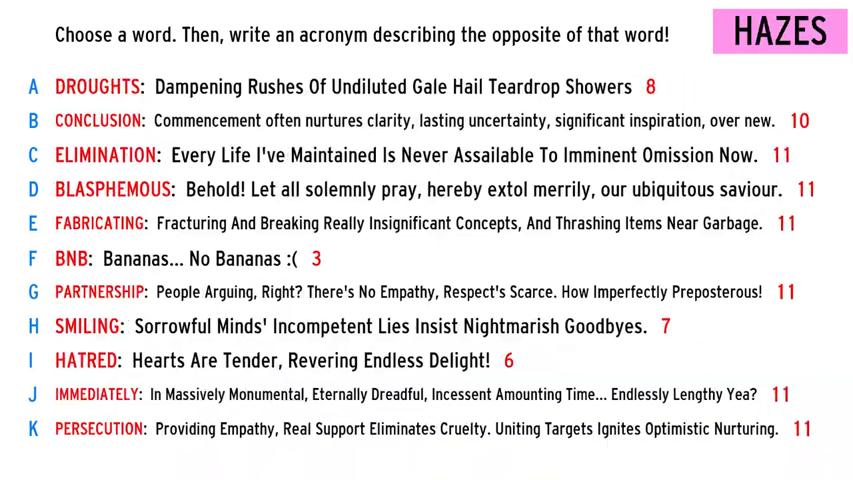 Choose a word. Then, write an acronym describing the opposite of that word!
HAZES
A DROUGHTS: Dampening Rushes Of Undiluted Gale Hail Teardrop Showers 8
B CONCLUSION: Commencement often nurtures clarity, lasting uncertainty, significant inspiration, over new. 10
C ELIMINATION: Every Life I've Maintained Is Never Assailable To Imminent Omission Now. 11
D BLASPHEMOUS: Behold! Let all solemnly pray, hereby extol merrily, our ubiquitous saviour. 11
E FABRICATING: Fracturing And Breaking Really Insignificant Concepts, And Thrashing Items Near Garbage. 11
F BNB: Bananas... No Bananas :( 3
G PARTNERSHIP: People Arguing, Right? There's No Empathy, Respect's Scarce. How Imperfectly Preposterous! 11
H SMILING: Sorrowful Minds' Incompetent Lies Insist Nightmarish Goodbyes. 7
I HATRED: Hearts Are Tender, Revering Endless Delight! 6
J IMMEDIATELY: In Massively Monumental, Eternally Dreadful, Incessent Amounting Time... Endlessly Lengthy Yea? 11
K PERSECUTION: Providing Empathy, Real Support Eliminates Cruelty. Uniting Targets Ignites Optimistic Nurturing. 11